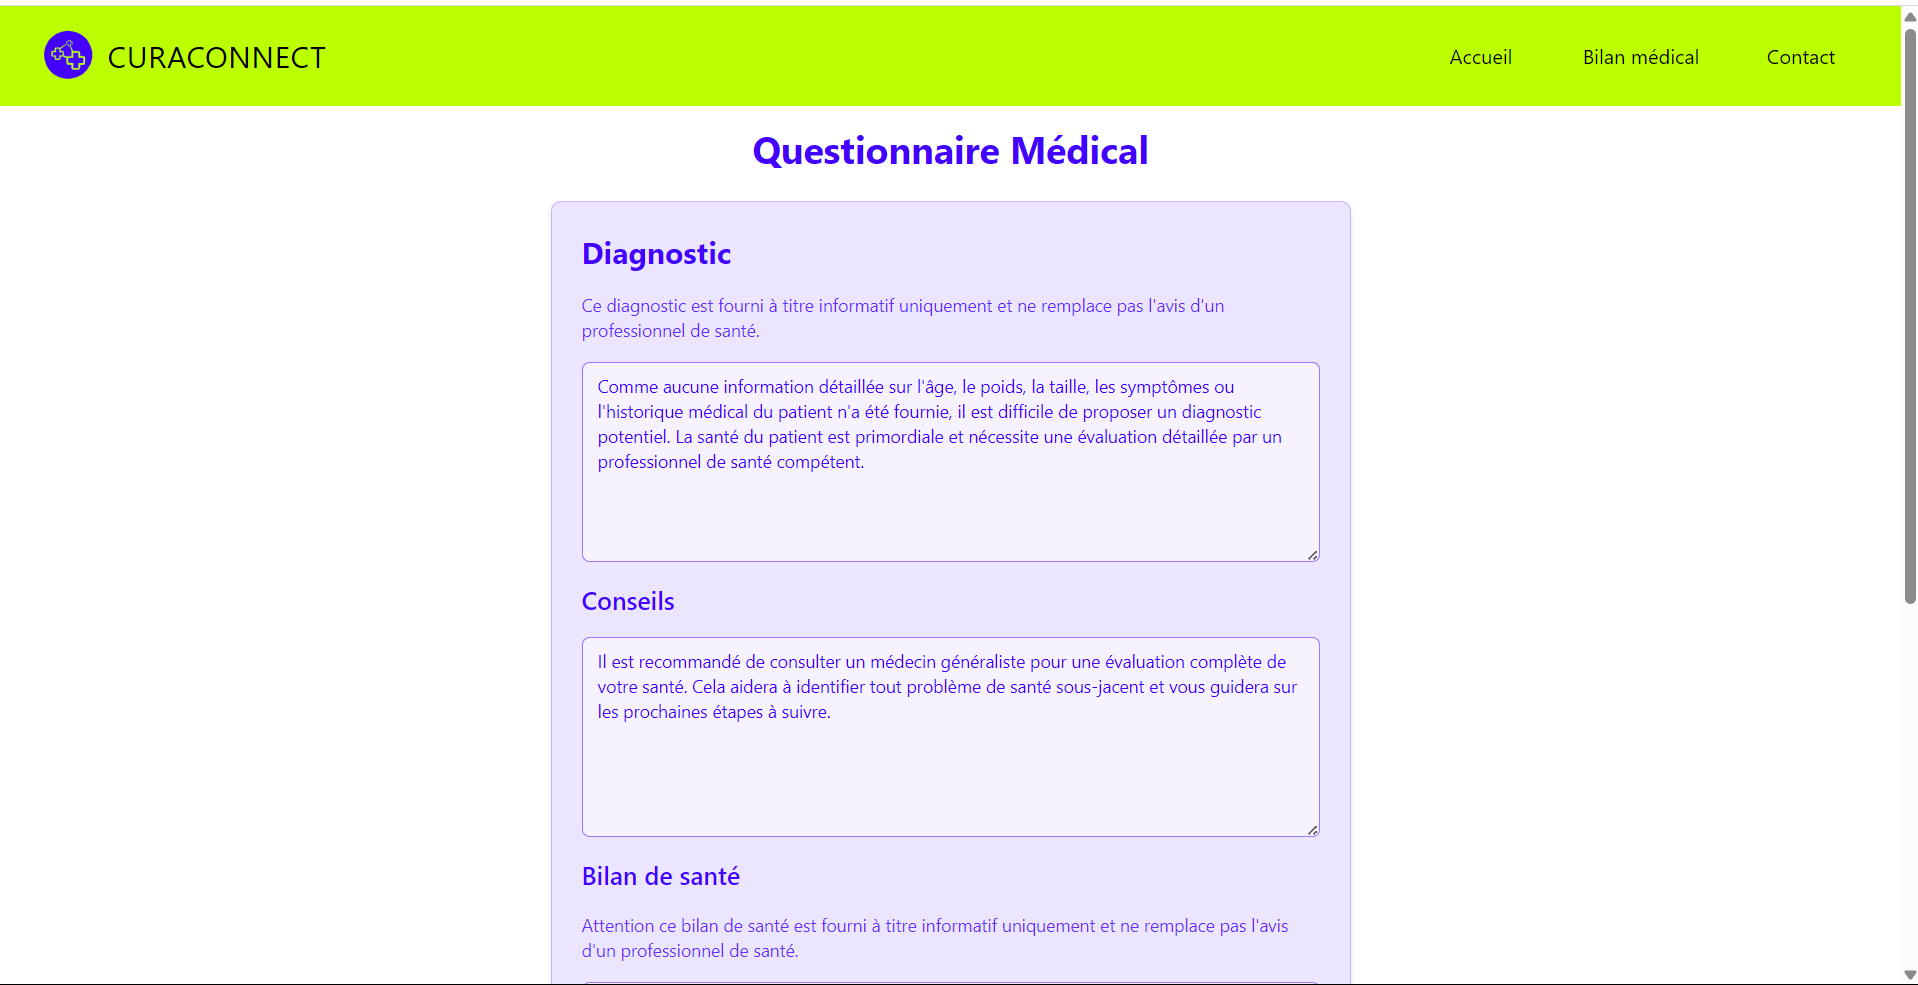 CURACONNECT
Accueil
Bilan médical
Contact
Questionnaire Médical
Diagnostic
Ce diagnostic est fourni à titre informatif uniquement et ne remplace pas l'avis d'un
professionnel de santé.
Comme aucune information détaillée sur l'âge, le poids, la taille, les symptômes ou
l'historique médical du patient n'a été fournie, il est difficile de proposer un diagnostic
potentiel. La santé du patient est primordiale et nécessite une évaluation détaillée par un
professionnel de santé compétent.
Conseils
Il est recommandé de consulter un médecin généraliste pour une évaluation complète de
votre santé. Cela aidera à identifier tout problème de santé sous-jacent et vous guidera sur
les prochaines étapes à suivre.
Bilan de santé
Attention ce bilan de santé est fourni à titre informatif uniquement et ne remplace pas l'avis
d'un professionnel de santé.